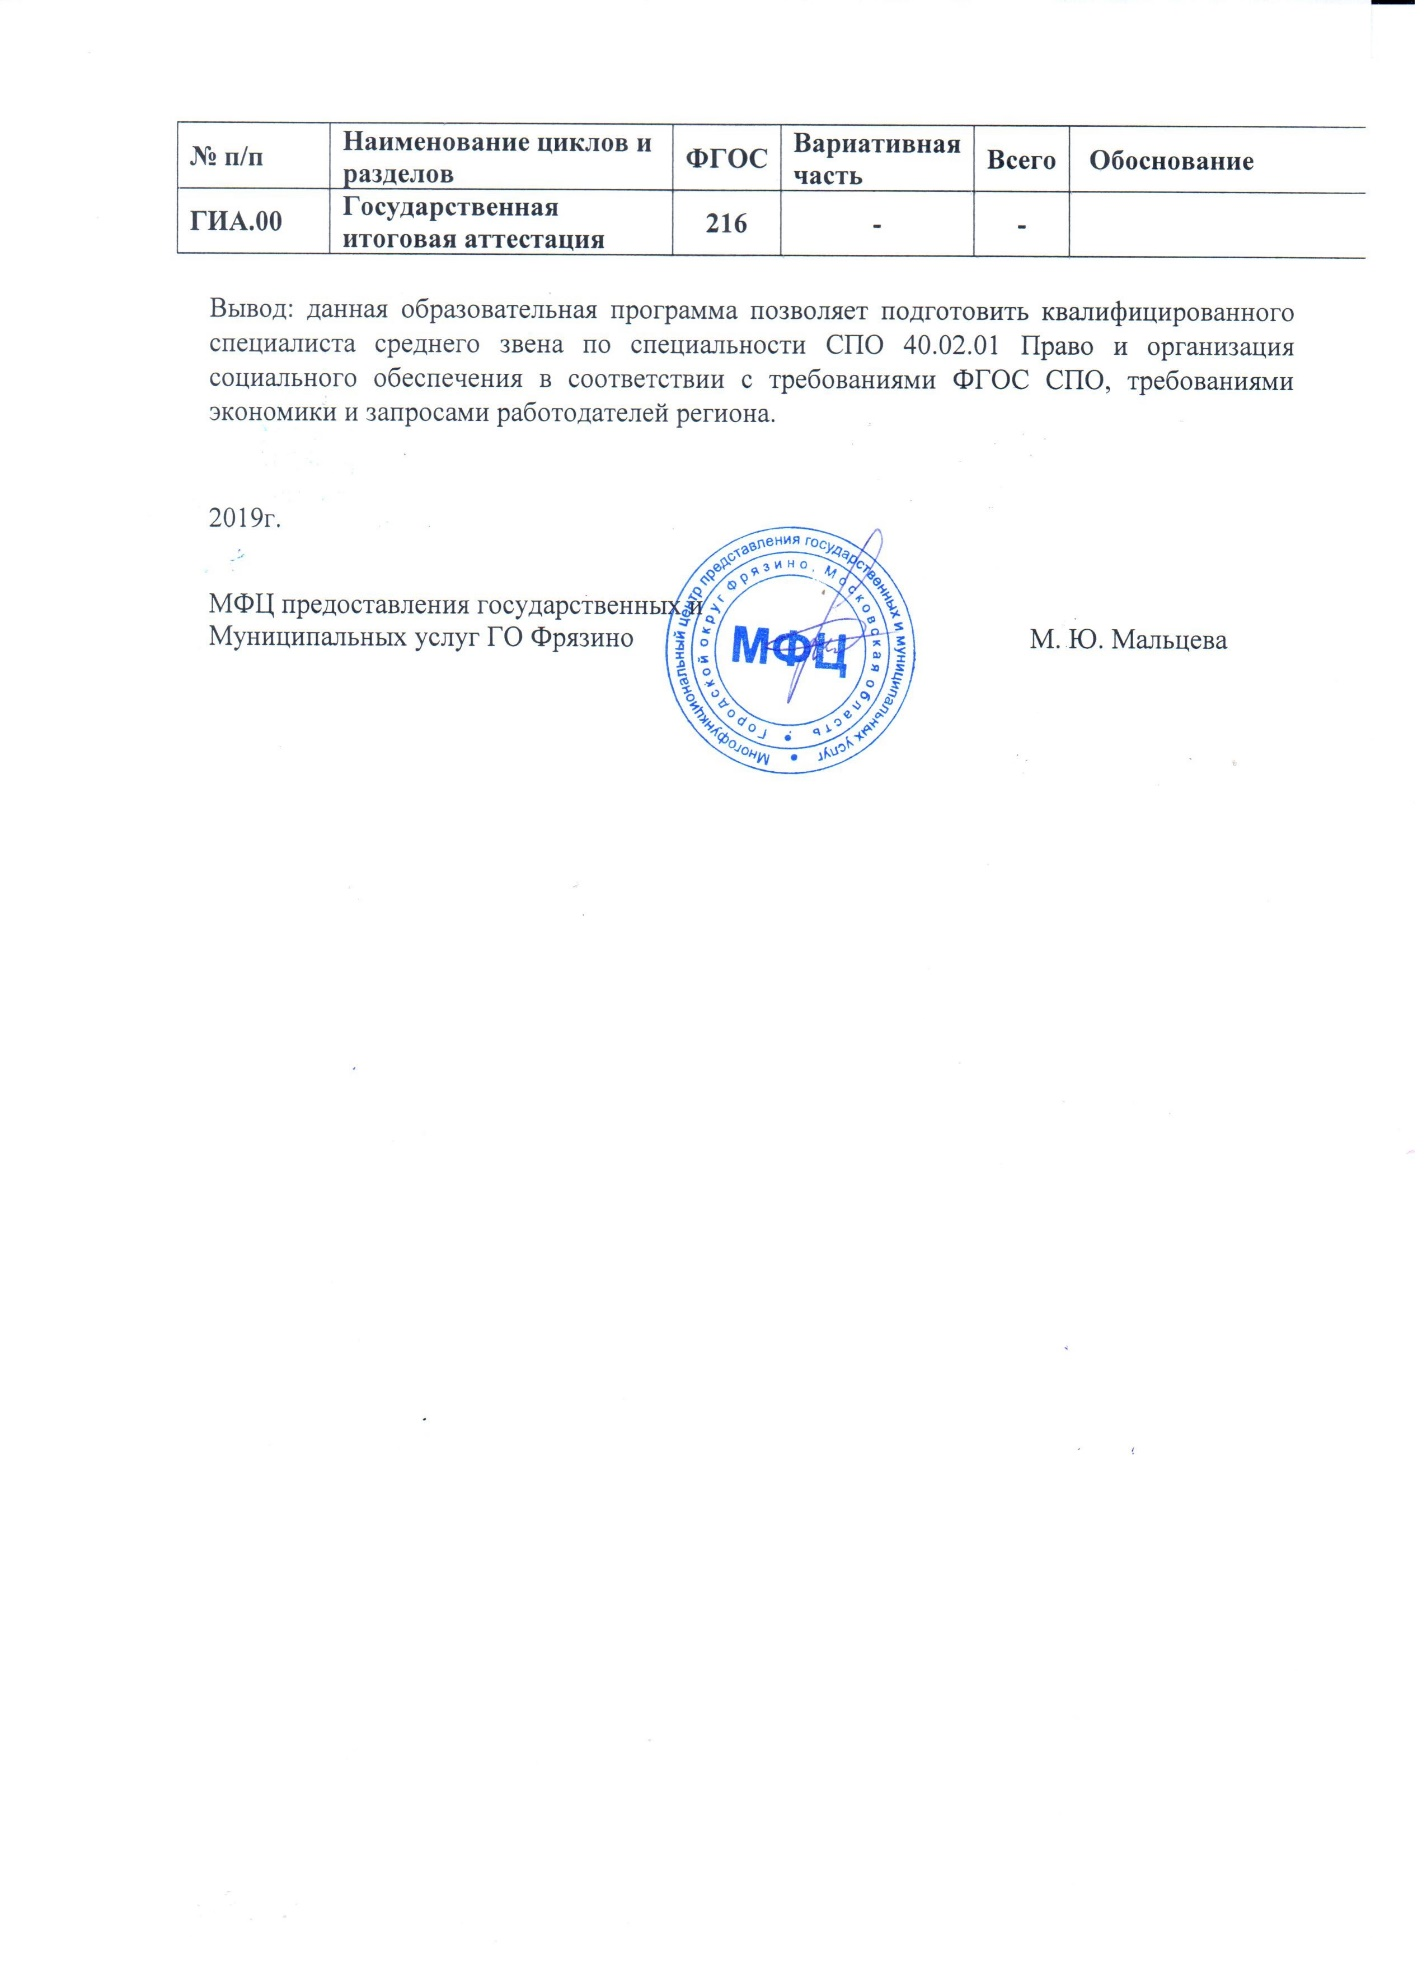 № п/п Наименование циклов и разделов ФГОС Вариативная часть Всего Обоснование
ГИА.00 Государственная итоговая аттестация 216 - -
Вывод: данная образовательная программа позволяет подготовить квалифицированного
специалиста среднего звена по специальности СПО 40.02.01 Право и организация
социального обеспечения в соответствии с требованиями ФГОС СПО, требованиями
экономики и запросами работодателей региона.
2019г.
МФЦ предоставления государственных и
Муниципальных услуг ГО Фрязино М. Ю. Мальцева
Многофункциональный центр представления государственных и муниципальных услуг
Городской округ Фрязино, Московская область
МФЦ